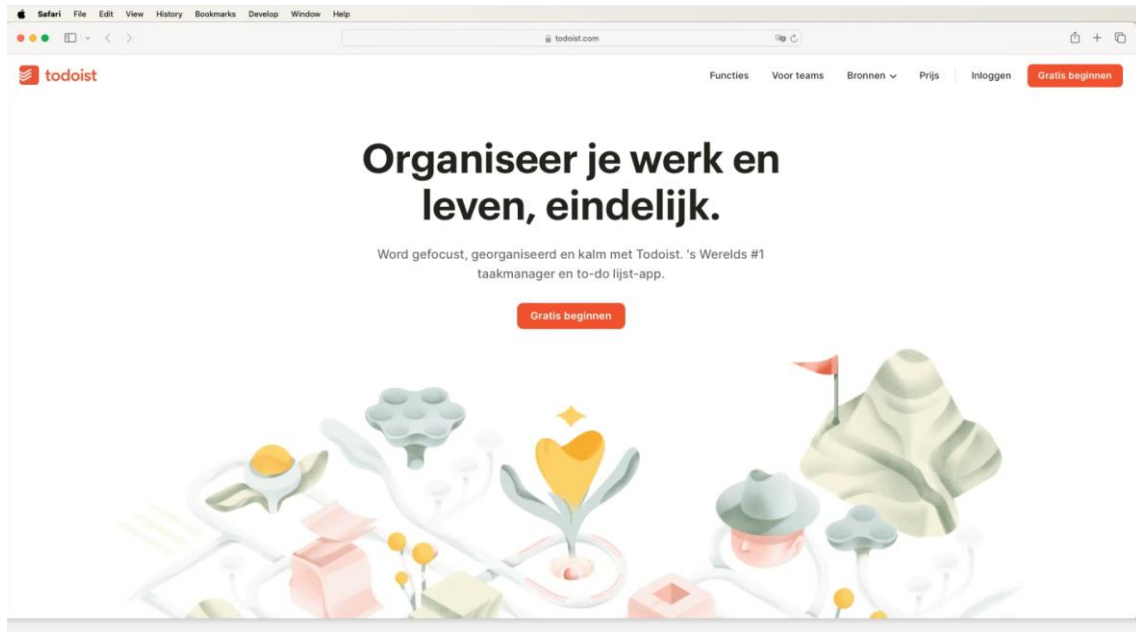 Safari File Edit View History Bookmarks Develop Window Help
todoist.com
todoist Functies Voor teams Bronnen Prijs Inloggen Gratis beginnen
Organiseer je werk en
leven, eindelijk.
Word gefocust, georganiseerd en kalm met Todoist. 's Werelds #1
taakmanager en to-do lijst-app.
Gratis beginnen